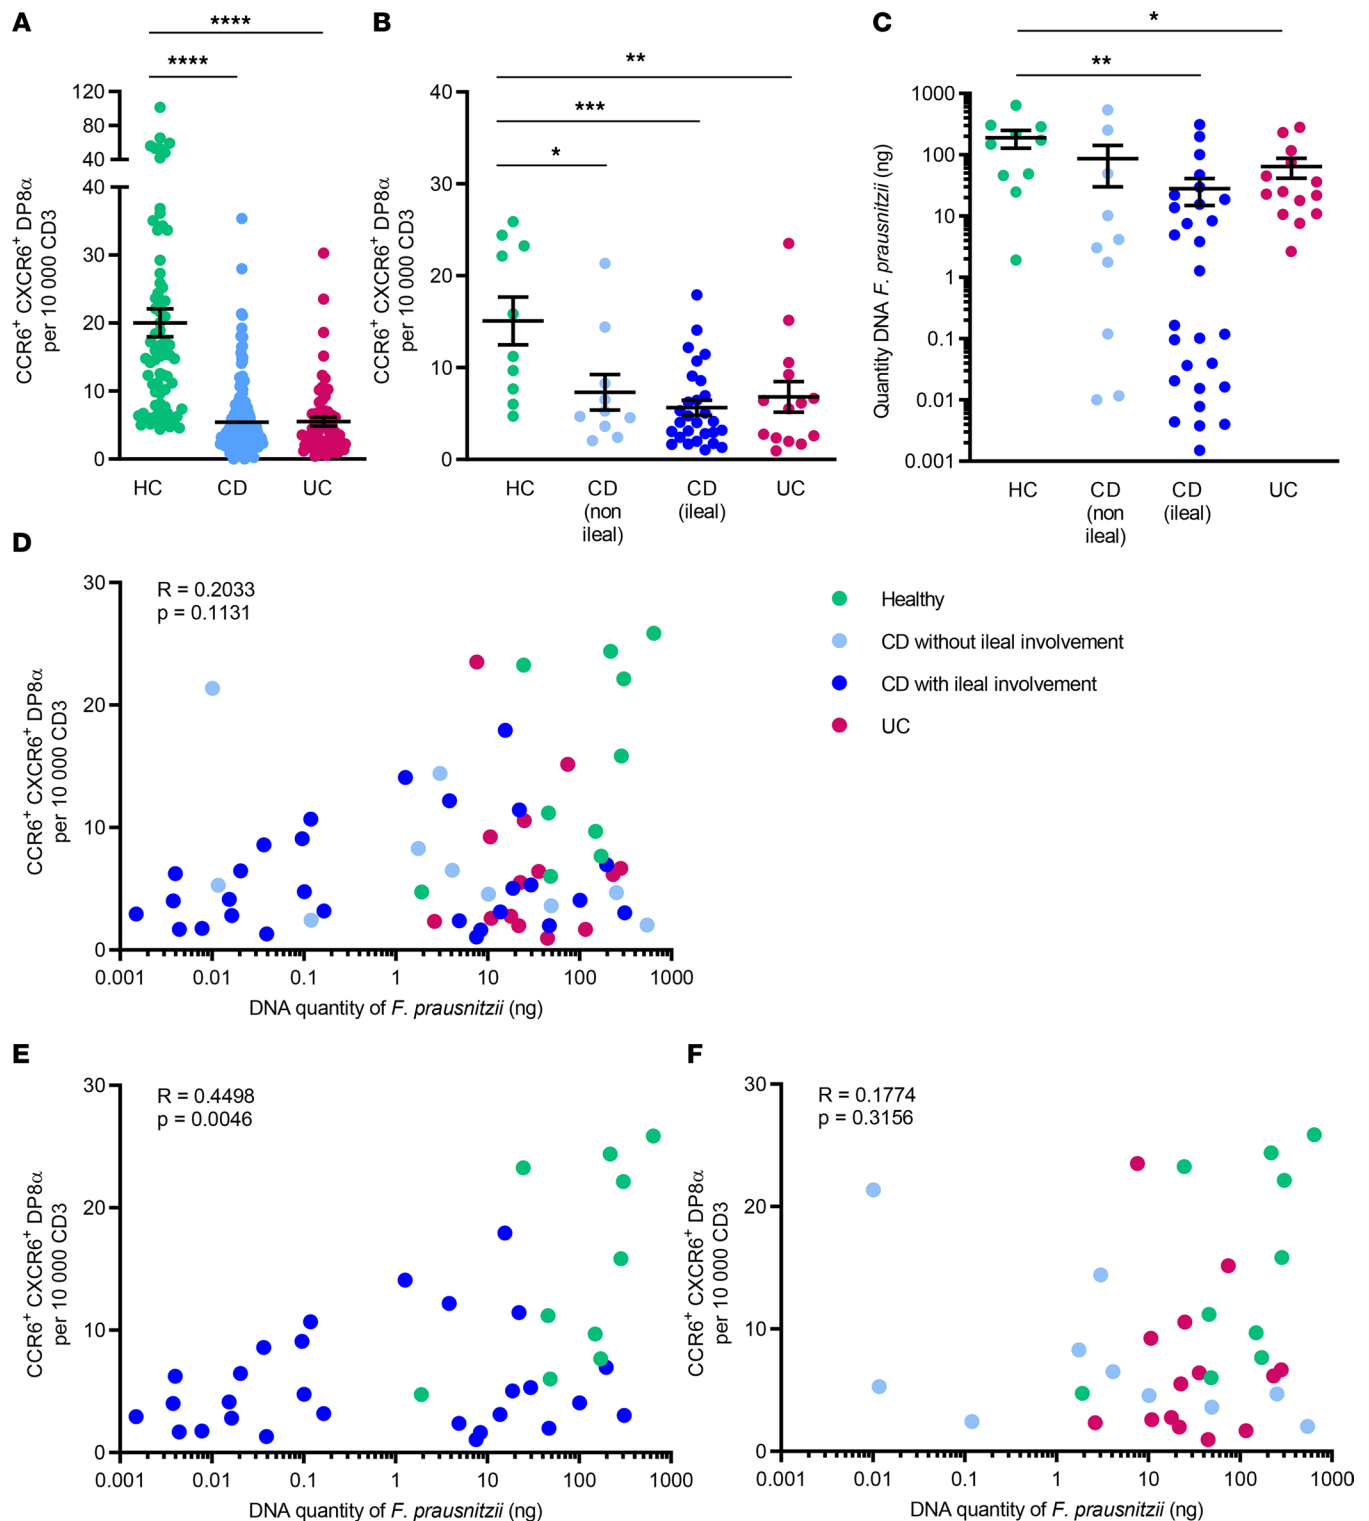 A
****
****
120
80
40
40
30
20
10
0
CCR6+ CXCR6+ DP8α
per 10 000 CD3
HC
CD
UC
B
**
***
*
40
30
20
10
0
CCR6+ CXCR6+ DP8α
per 10 000 CD3
HC
CD
(non
ileal)
CD
(ileal)
UC
C
*
**
1000
100
10
1
0.1
0.01
0.001
Quantity DNA F. prausnitzii (ng)
HC
CD
(non
ileal)
CD
(ileal)
UC
D
R = 0.2033
p = 0.1131
30
20
10
0
CCR6+ CXCR6+ DP8α
per 10 000 CD3
0.001 0.01 0.1 1 10 100 1000
DNA quantity of F. prausnitzii (ng)
Healthy
CD without ileal involvement
CD with ileal involvement
UC
E
R = 0.4498
p = 0.0046
30
20
10
0
CCR6+ CXCR6+ DP8α
per 10 000 CD3
0.001 0.01 0.1 1 10 100 1000
DNA quantity of F. prausnitzii (ng)
F
R = 0.1774
p = 0.3156
30
20
10
0
CCR6+ CXCR6+ DP8α
per 10 000 CD3
0.001 0.01 0.1 1 10 100 1000
DNA quantity of F. prausnitzii (ng)